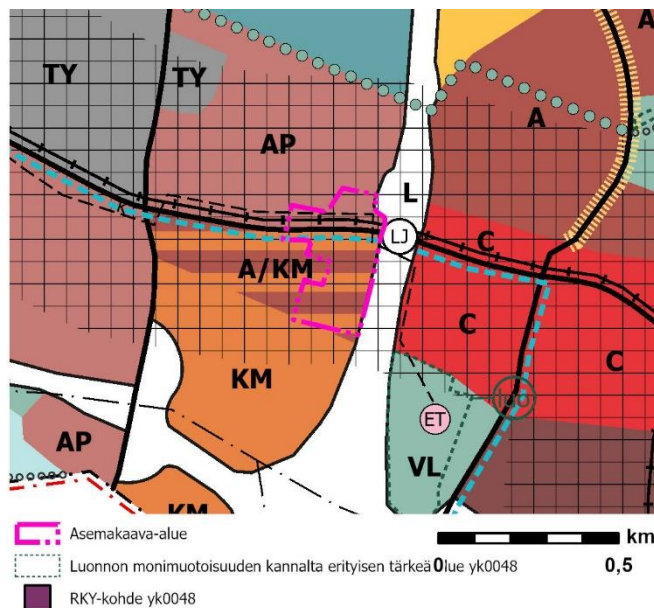 A
TY
TY
A
AP
L
LJ
C
A/KM
C
C
KM
luo
ET
AP
VL
KM
Asemakaava-alue
km
Luonnon monimuotoisuuden kannalta erityisen tärkeä 0lue yk0048
0,5
RKY-kohde yk0048